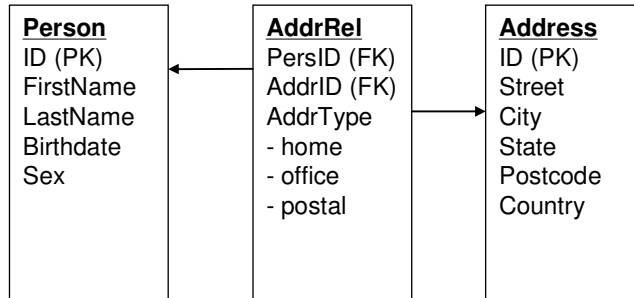 Person
ID (PK)
FirstName
LastName
Birthdate
Sex
AddrRel
PersID (FK)
AddrID (FK)
AddrType
- home
- office
- postal
Address
ID (PK)
Street
City
State
Postcode
Country